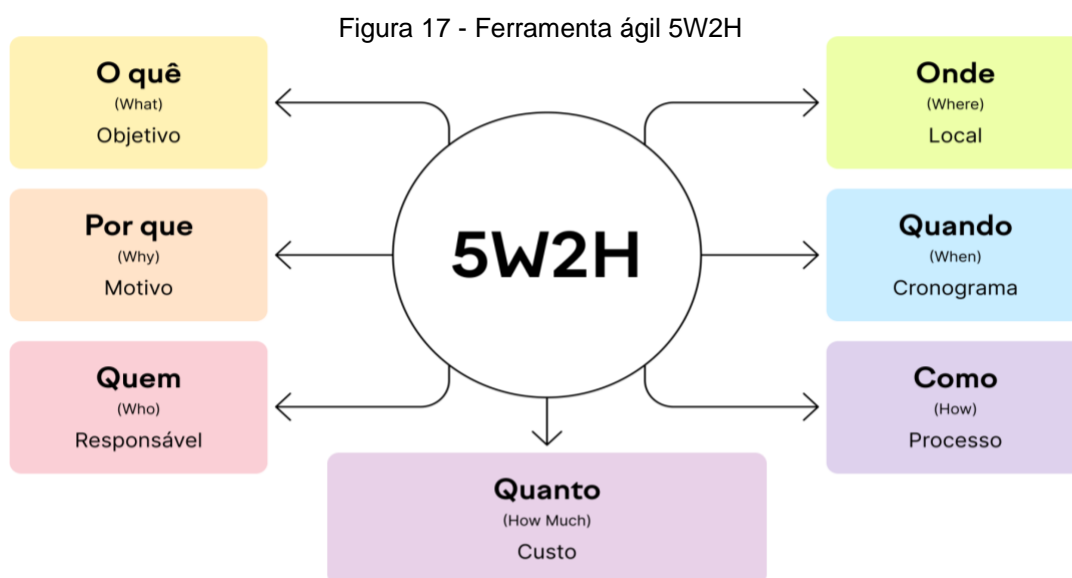 Figura 17 - Ferramenta ágil 5W2H
O quê
(What)
Objetivo
Por que
(Why)
Motivo
Quem
(Who)
Responsável
5W2H
Onde
(Where)
Local
Quando
(When)
Cronograma
Como
(How)
Processo
Quanto
(How Much)
Custo